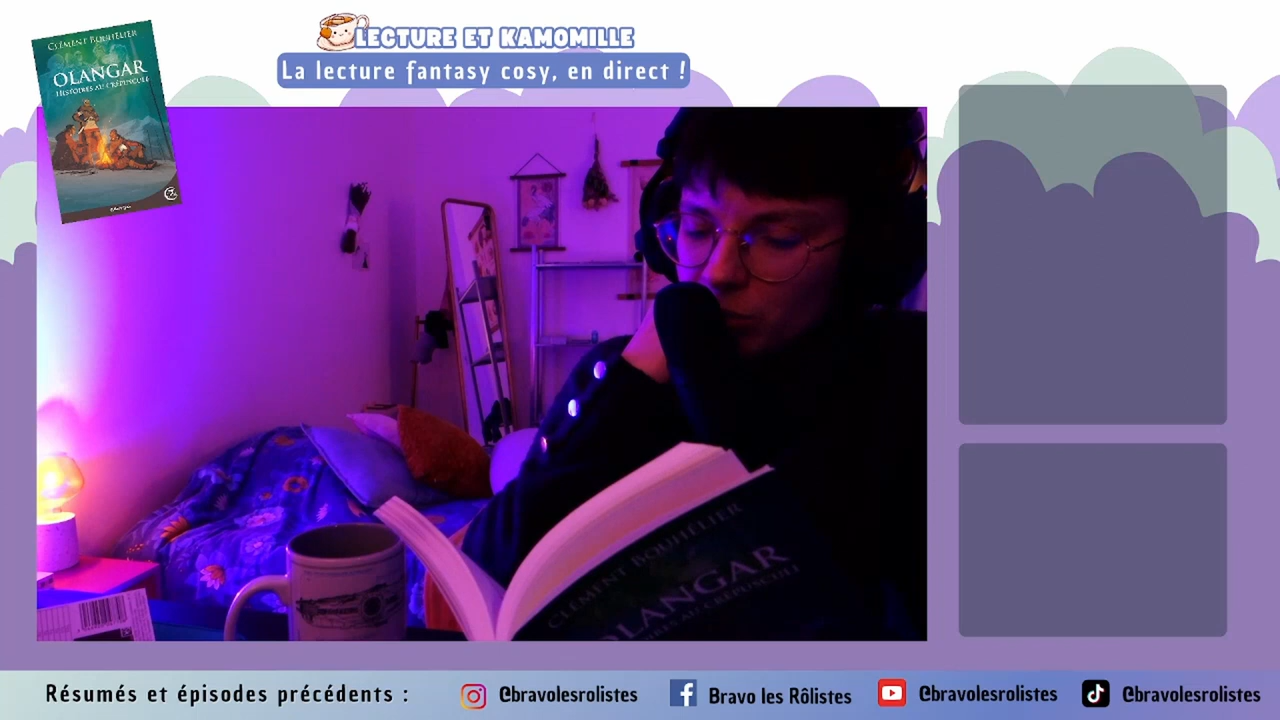 CLÉMENT BOUHÉLIER
OLANGAR
HISTOIRES AU CRÉPUSCULE
LECTURE ET KAMOMILLE
La lecture fantasy cosy, en direct !
CLÉMENT BOUHÉLIER
OLANGAR
Résumés et épisodes précédents :
@bravolesrolistes
Bravo les Rôlistes
@bravolesrolistes
@bravolesrolistes